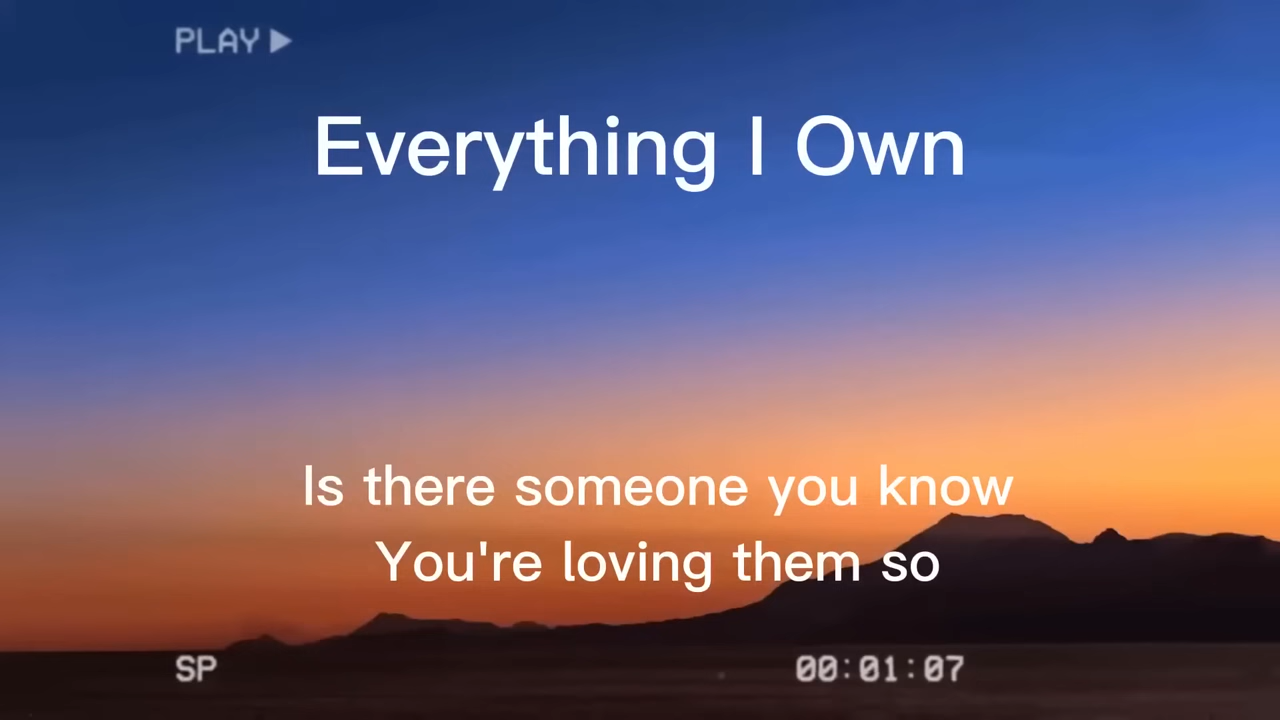 PLAY ▶
Everything I Own
Is there someone you know
You're loving them so
SP
00:01:07